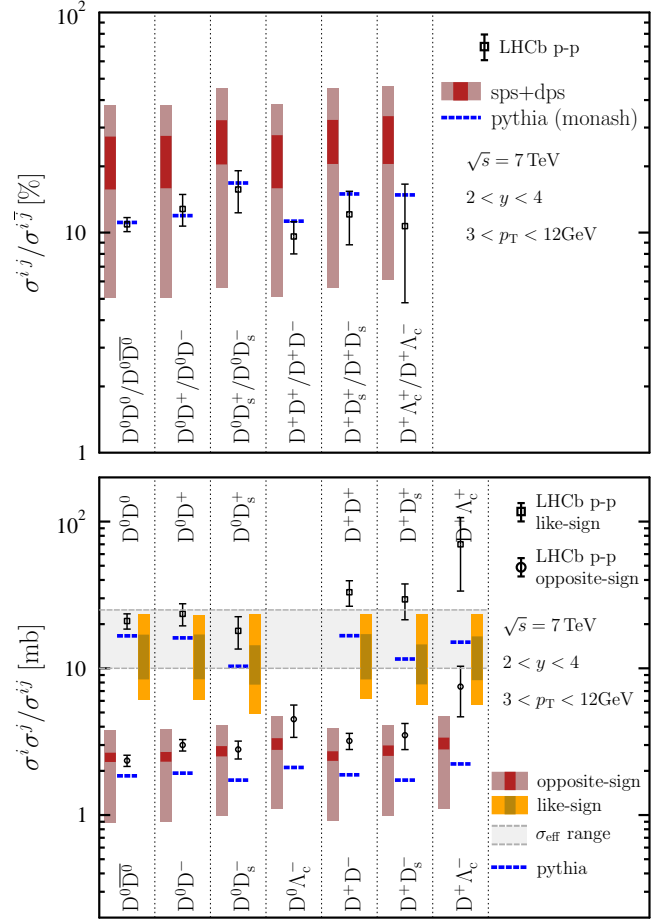 10²
10
1
σ^{i j}/σ^{i j̅} [%]
LHCb p-p
sps+dps
pythia (monash)
√s = 7 TeV
2 < y < 4
3 < p_T < 12GeV
D⁰D⁰/D⁰D̅⁰
D⁰D⁺/D⁰D⁻
D⁰D_s⁺/D⁰D_s⁻
D⁺D⁺/D⁺D⁻
D⁺D_s⁺/D⁺D_s⁻
D⁺Λ_c⁺/D⁺Λ_c⁻
10²
10
1
σ^i σ^j/σ^{ij} [mb]
D⁰D⁰
D⁰D⁺
D⁰D_s⁺
D⁺D⁺
D⁺D_s⁺
D⁺Λ_c⁺
LHCb p-p
like-sign
LHCb p-p
opposite-sign
√s = 7 TeV
2 < y < 4
3 < p_T < 12GeV
opposite-sign
like-sign
σ_eff range
pythia
D⁰D̅⁰
D⁰D⁻
D⁰D_s⁻
D⁰Λ_c⁻
D⁺D⁻
D⁺D_s⁻
D⁺Λ_c⁻